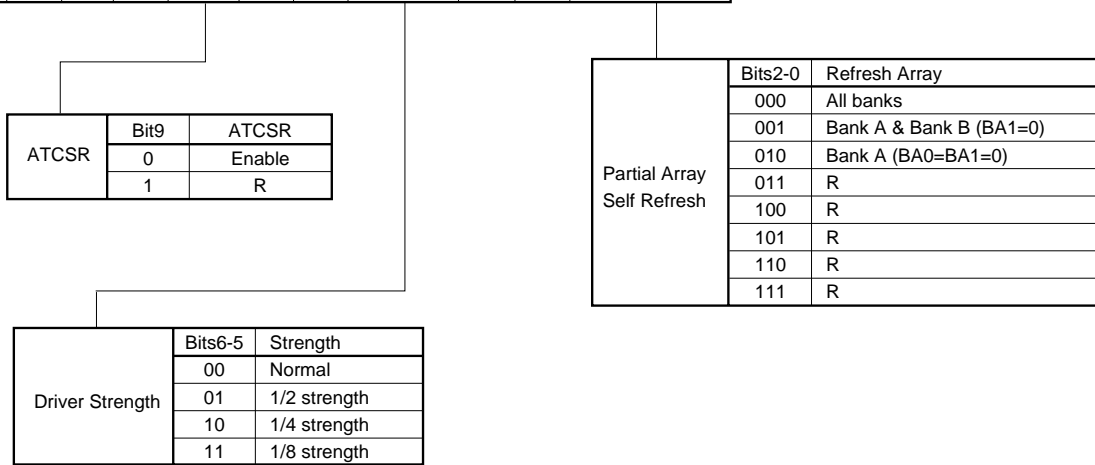 ATCSR
Bit9 ATCSR
0 Enable
1 R
Driver Strength
Bits6-5 Strength
00 Normal
01 1/2 strength
10 1/4 strength
11 1/8 strength
Partial Array
Self Refresh
Bits2-0 Refresh Array
000 All banks
001 Bank A & Bank B (BA1=0)
010 Bank A (BA0=BA1=0)
011 R
100 R
101 R
110 R
111 R